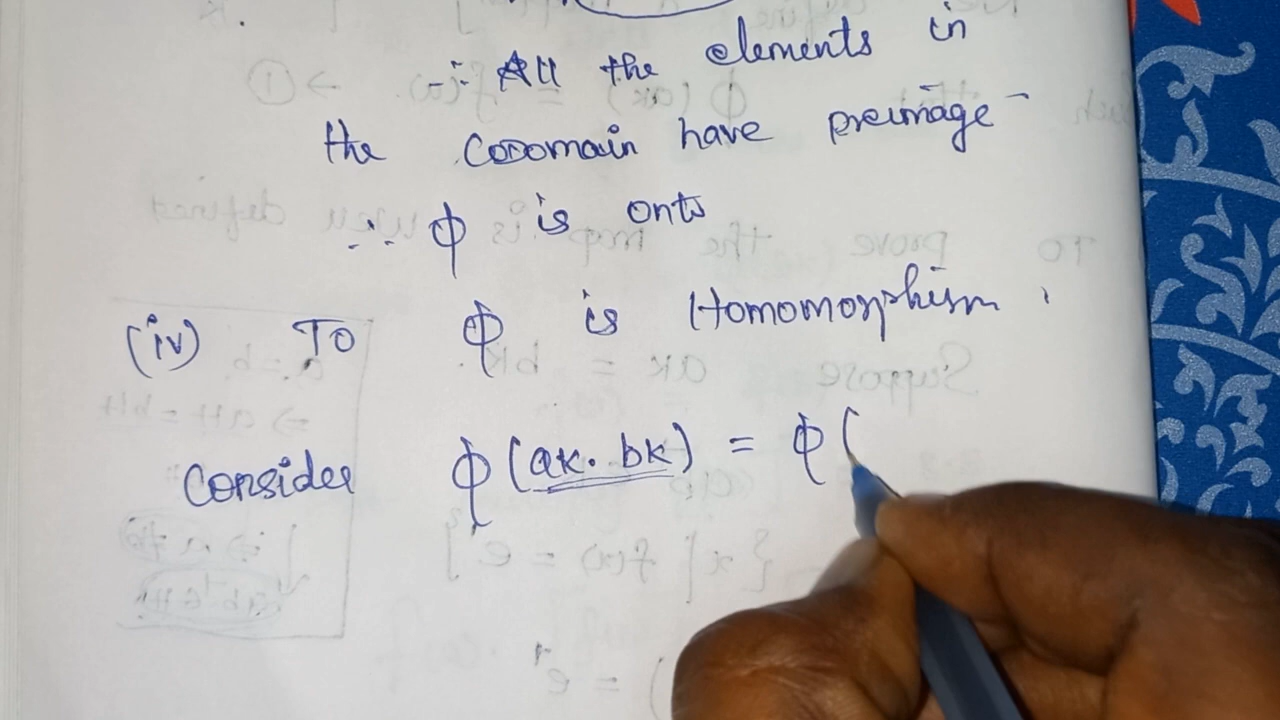 ∴ All the elements in
the codomain have preimage
∴ φ is onto
(iv) To φ is Homomorphism.
Consider φ(ak. bk) = φ(